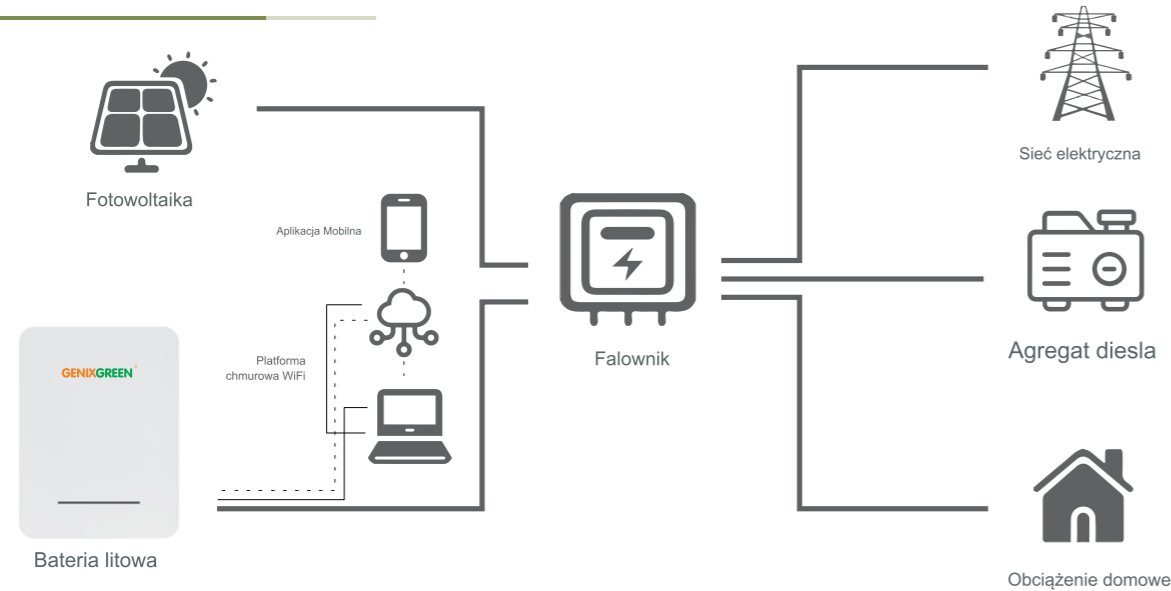 Fotowoltaika
Aplikacja Mobilna
Platforma
chmurowa WiFi
GENIXGREEN
Bateria litowa
Falownik
Sieć elektryczna
Agregat diesla
Obciążenie domowe